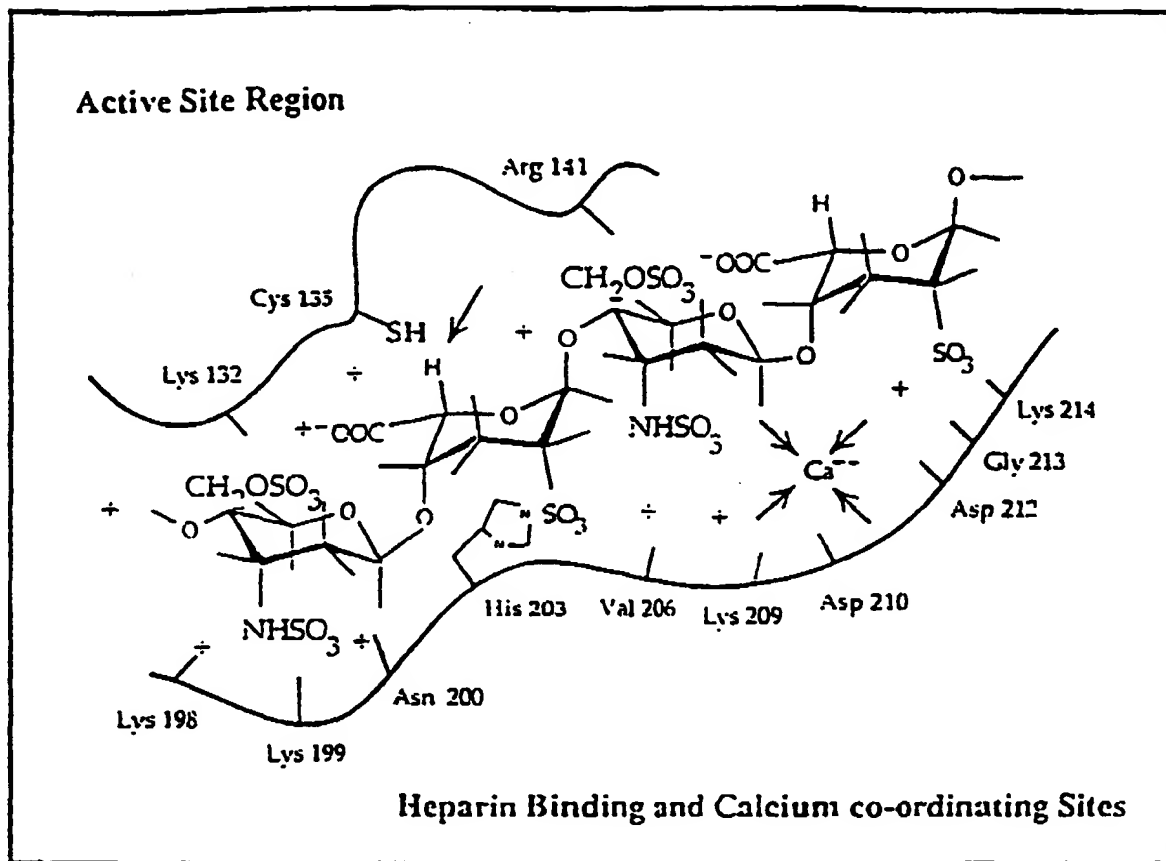 Active Site Region
Arg 141
O
H
O
-OOC
CH2OSO3
O
Cys 135
SH
÷
O
O
SO3
Lys 132
÷
H
+
Lys 214
÷
-OOC
O
NHSO3
Ca--
Gly 213
CH2OSO3
÷
O
O
O
N
N
SO3
÷
÷
Asp 212
His 203
Val 206
Lys 209
Asp 210
NHSO3
÷
÷
Asn 200
Lys 198
Lys 199
Heparin Binding and Calcium co-ordinating Sites